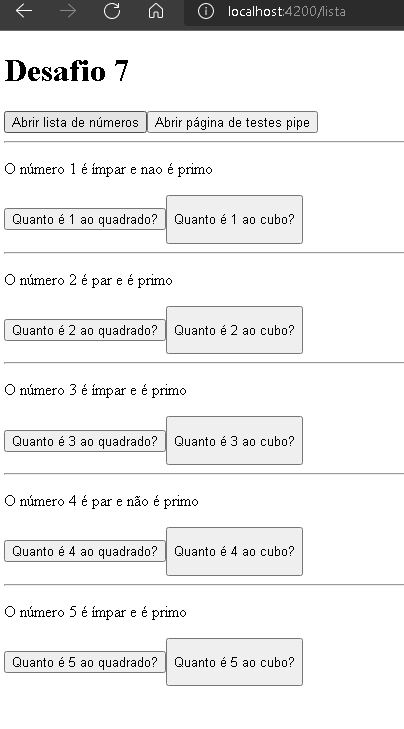 localhost:4200/lista
Desafio 7
Abrir lista de números Abrir página de testes pipe
O número 1 é ímpar e nao é primo
Quanto é 1 ao quadrado? Quanto é 1 ao cubo?
O número 2 é par e é primo
Quanto é 2 ao quadrado? Quanto é 2 ao cubo?
O número 3 é ímpar e é primo
Quanto é 3 ao quadrado? Quanto é 3 ao cubo?
O número 4 é par e não é primo
Quanto é 4 ao quadrado? Quanto é 4 ao cubo?
O número 5 é ímpar e é primo
Quanto é 5 ao quadrado? Quanto é 5 ao cubo?